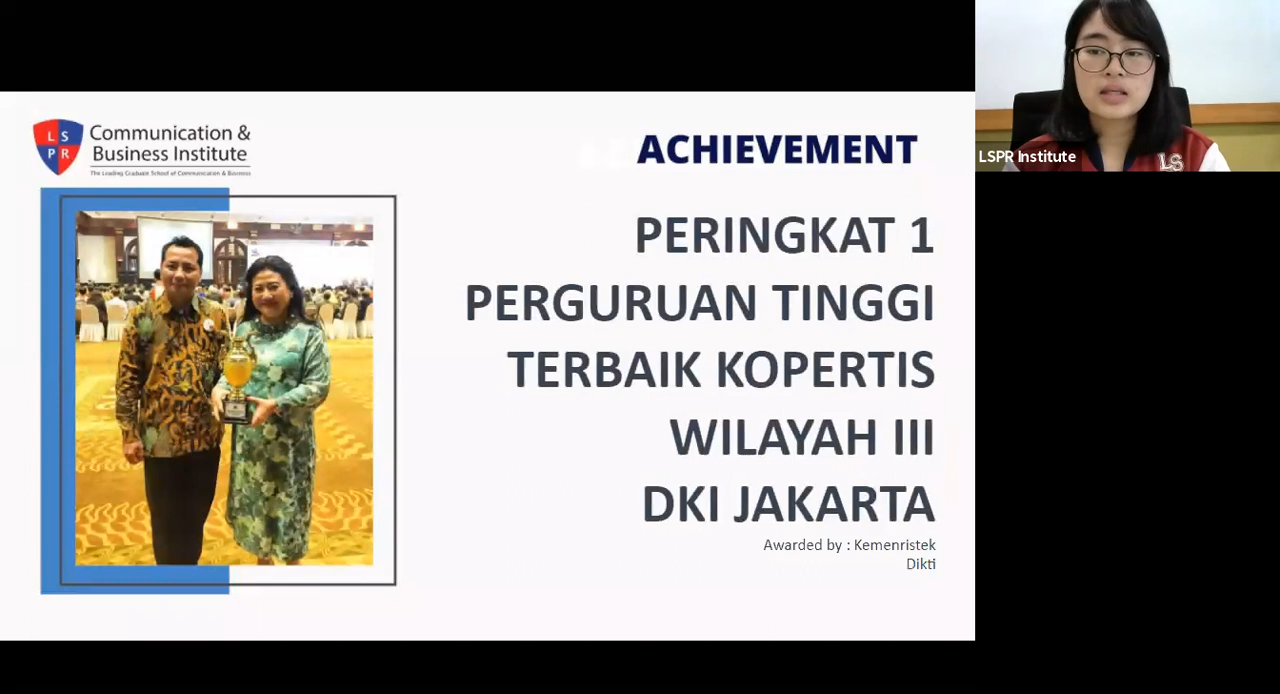 L S
P R
Communication &
Business Institute
The Leading Graduate School of Communication & Business
ACHIEVEMENT
PERINGKAT 1
PERGURUAN TINGGI
TERBAIK KOPERTIS
WILAYAH III
DKI JAKARTA
Awarded by : Kemenristek
Dikti
LSPR Institute
LS